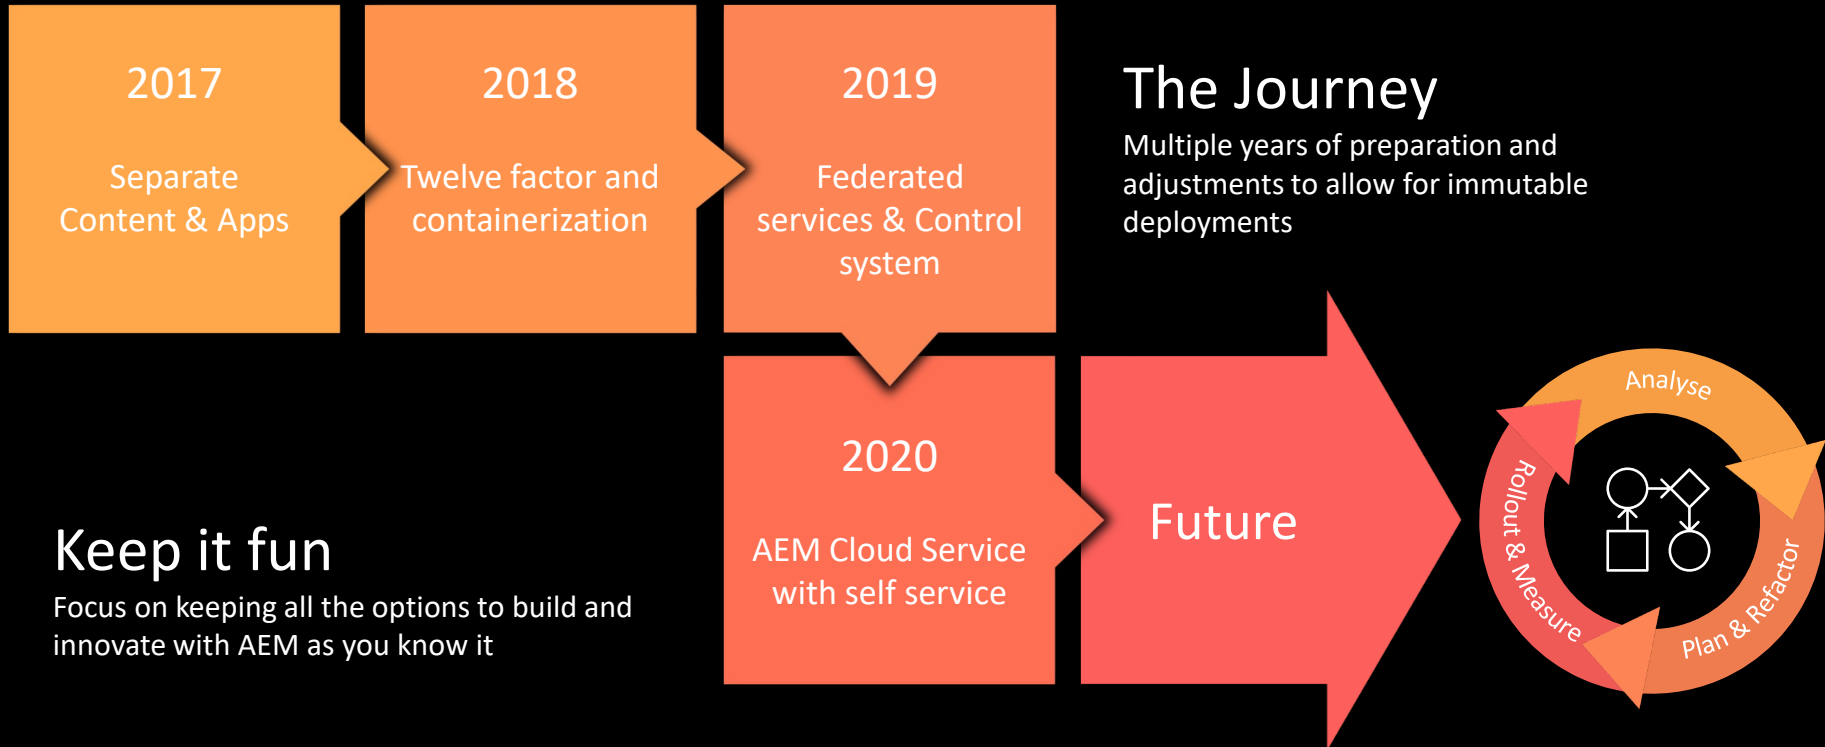 2017
Separate
Content & Apps
2018
Twelve factor and
containerization
2019
Federated
services & Control
system
The Journey
Multiple years of preparation and
adjustments to allow for immutable
deployments
2020
AEM Cloud Service
with self service
Future
Keep it fun
Focus on keeping all the options to build and
innovate with AEM as you know it
Analyse
Plan & Refactor
Rollout & Measure